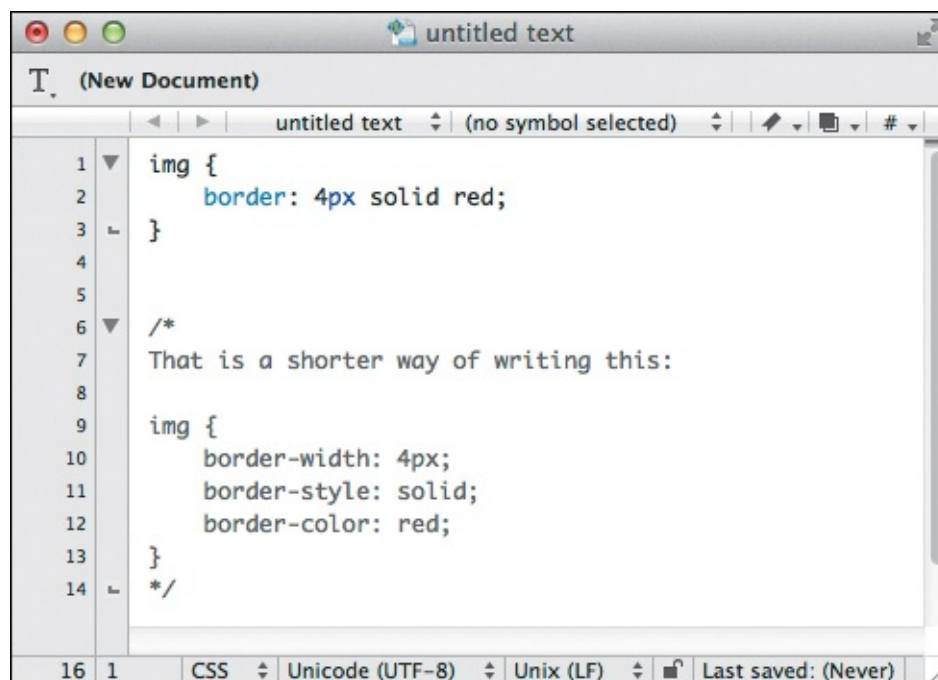 untitled text
T (New Document)
untitled text (no symbol selected) #
1 img {
2     border: 4px solid red;
3 }
4
5
6 /*
7 That is a shorter way of writing this:
8
9 img {
10     border-width: 4px;
11     border-style: solid;
12     border-color: red;
13 }
14 */
16 1 CSS Unicode (UTF-8) Unix (LF) Last saved: (Never)